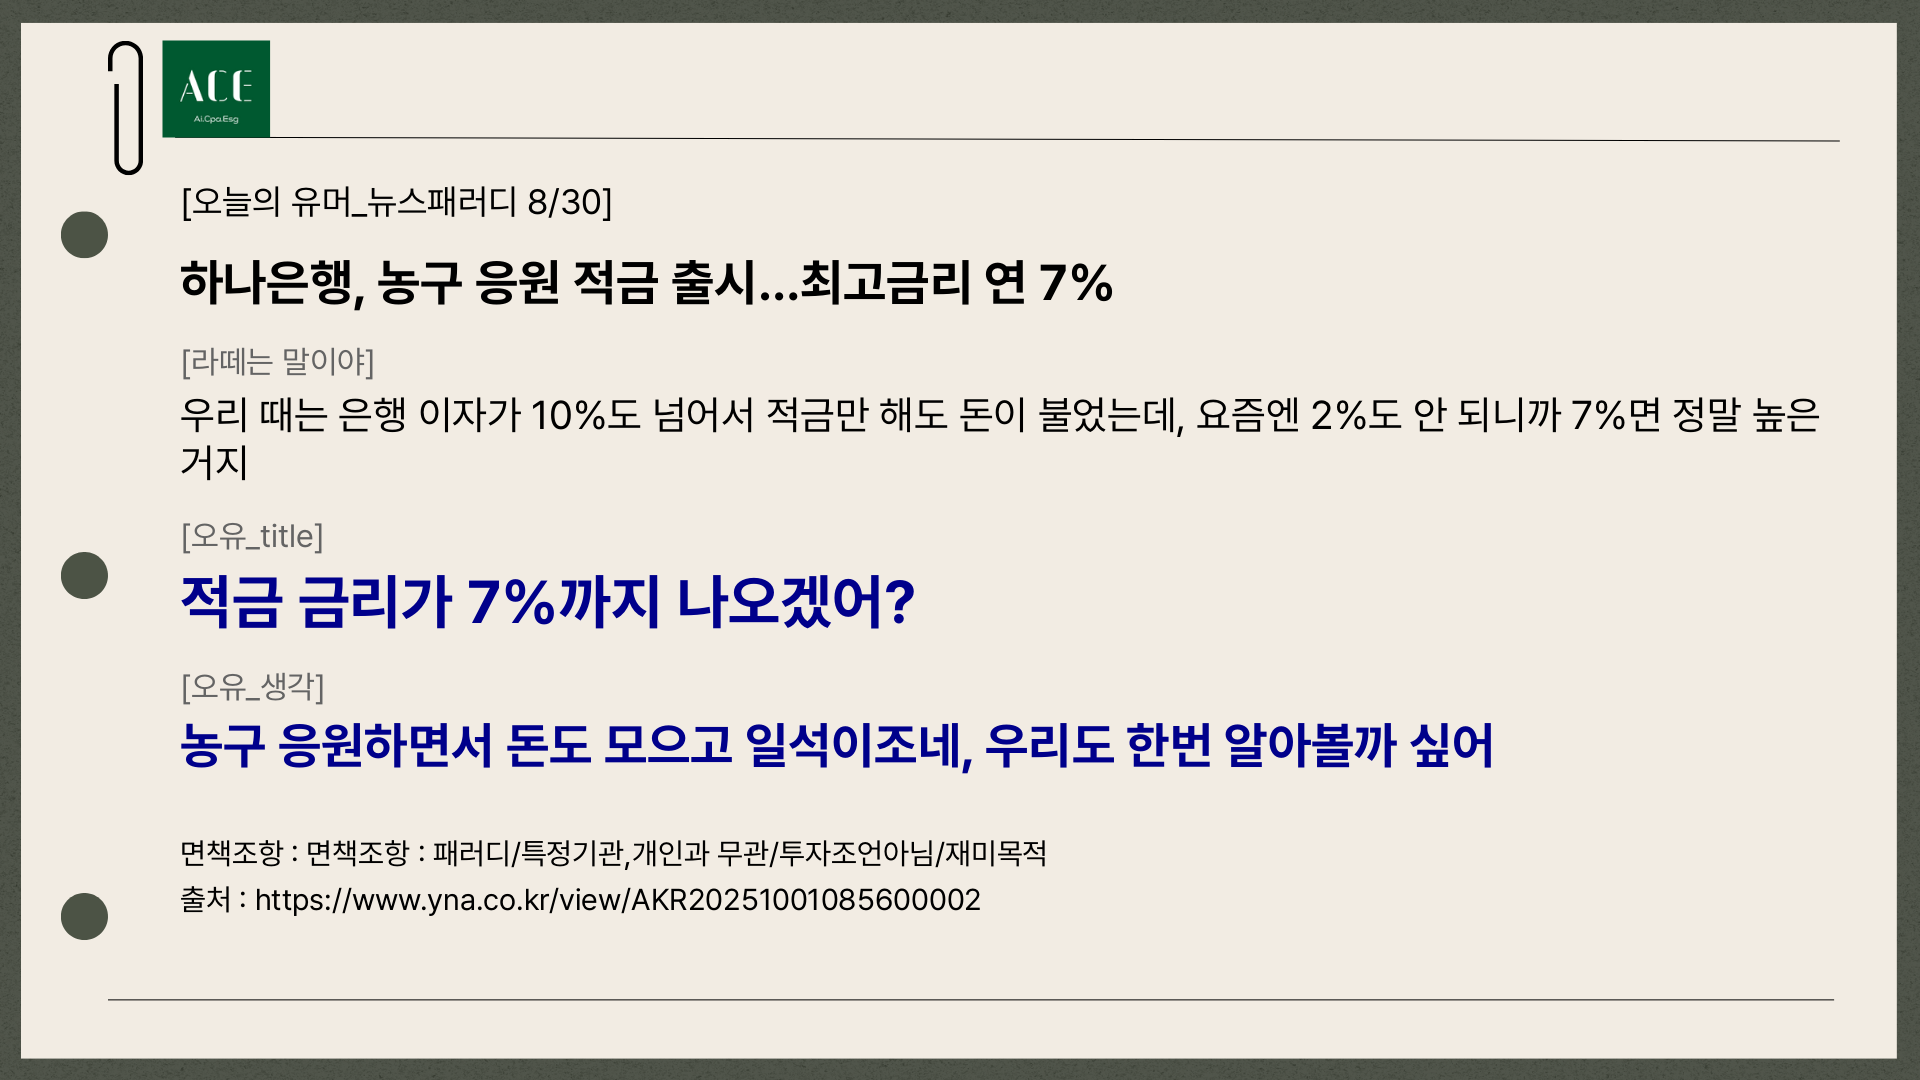 ACE
Ai.Cpa.Esg
[오늘의 유머_뉴스패러디 8/30]
하나은행, 농구 응원 적금 출시...최고금리 연 7%
[라떼는 말이야]
우리 때는 은행 이자가 10%도 넘어서 적금만 해도 돈이 불었는데, 요즘엔 2%도 안 되니까 7%면 정말 높은
거지
[오유_title]
적금 금리가 7%까지 나오겠어?
[오유_생각]
농구 응원하면서 돈도 모으고 일석이조네, 우리도 한번 알아볼까 싶어
면책조항 : 면책조항 : 패러디/특정기관,개인과 무관/투자조언아님/재미목적
출처 : https://www.yna.co.kr/view/AKR20251001085600002